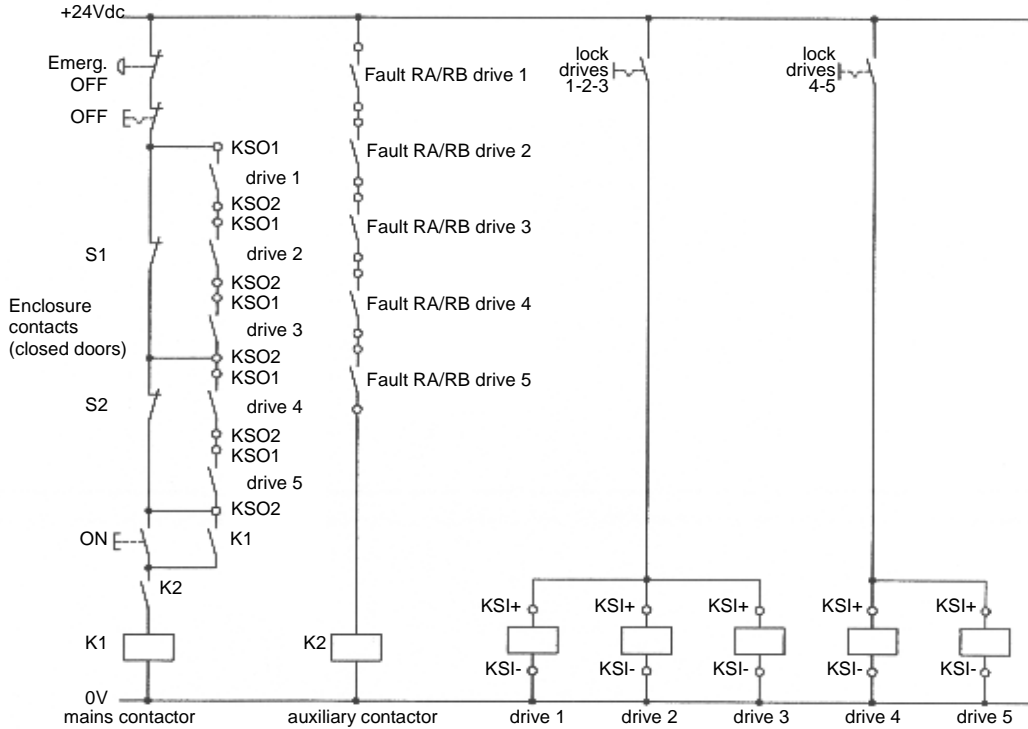 +24Vdc
Emerg.
OFF
OFF
KSO1
drive 1
KSO2
KSO1
S1
drive 2
KSO2
KSO1
Enclosure
contacts
(closed doors)
drive 3
KSO2
KSO1
S2
drive 4
KSO2
KSO1
drive 5
KSO2
ON
K1
K2
K1
Fault RA/RB drive 1
Fault RA/RB drive 2
Fault RA/RB drive 3
Fault RA/RB drive 4
Fault RA/RB drive 5
K2
lock
drives
1-2-3
lock
drives
4-5
KSI+
KSI+
KSI+
KSI+
KSI+
KSI-
KSI-
KSI-
KSI-
KSI-
0V
mains contactor
auxiliary contactor
drive 1
drive 2
drive 3
drive 4
drive 5